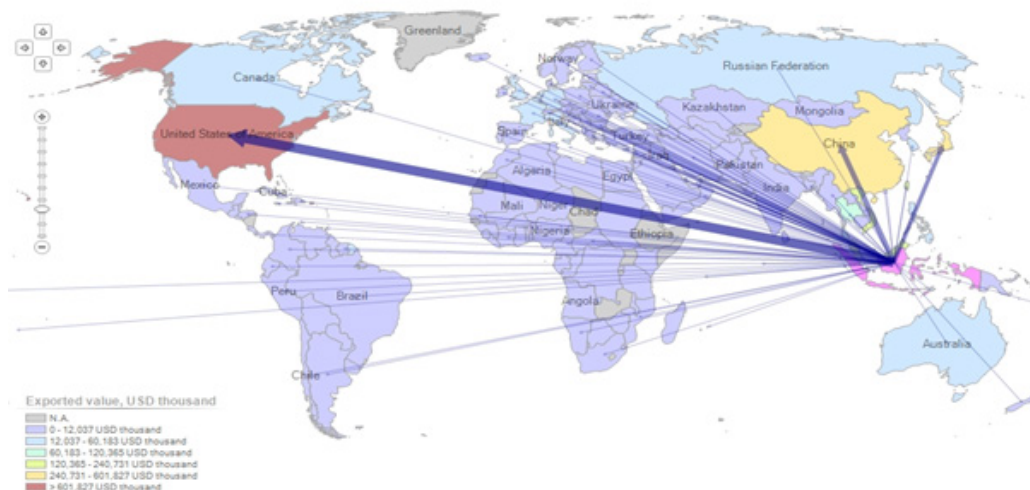 Greenland
Norway
Russian Federation
Canada
Ukraine
Kazakhstan
Mongolia
United States of America
Spain
Italy
Turkey
China
Iraq
Pakistan
Algeria
Egypt
India
Mexico
Cuba
Mali
Niger
Chad
Nigeria
Ethiopia
Peru
Brazil
Angola
Australia
Chile
Exported value, USD thousand
N.A.
0 - 12,037 USD thousand
12,037 - 60,183 USD thousand
60,183 - 120,365 USD thousand
120,365 - 240,731 USD thousand
240,731 - 601,827 USD thousand
> 601,827 USD thousand